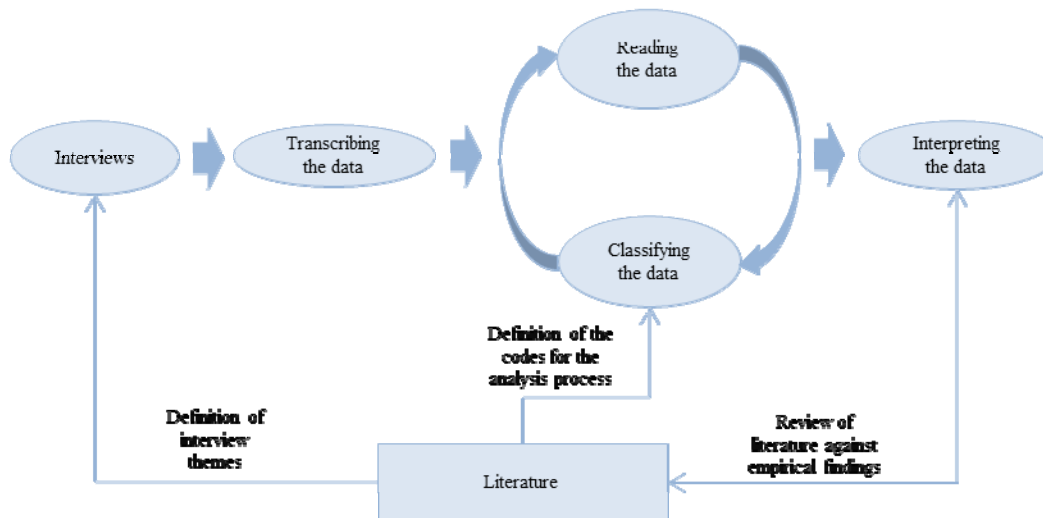 Reading
the data
Interviews
Transcribing
the data
Interpreting
the data
Classifying
the data
Definition of the
codes for the
analysis process
Definition of
interview
themes
Review of
literature against
empirical findings
Literature